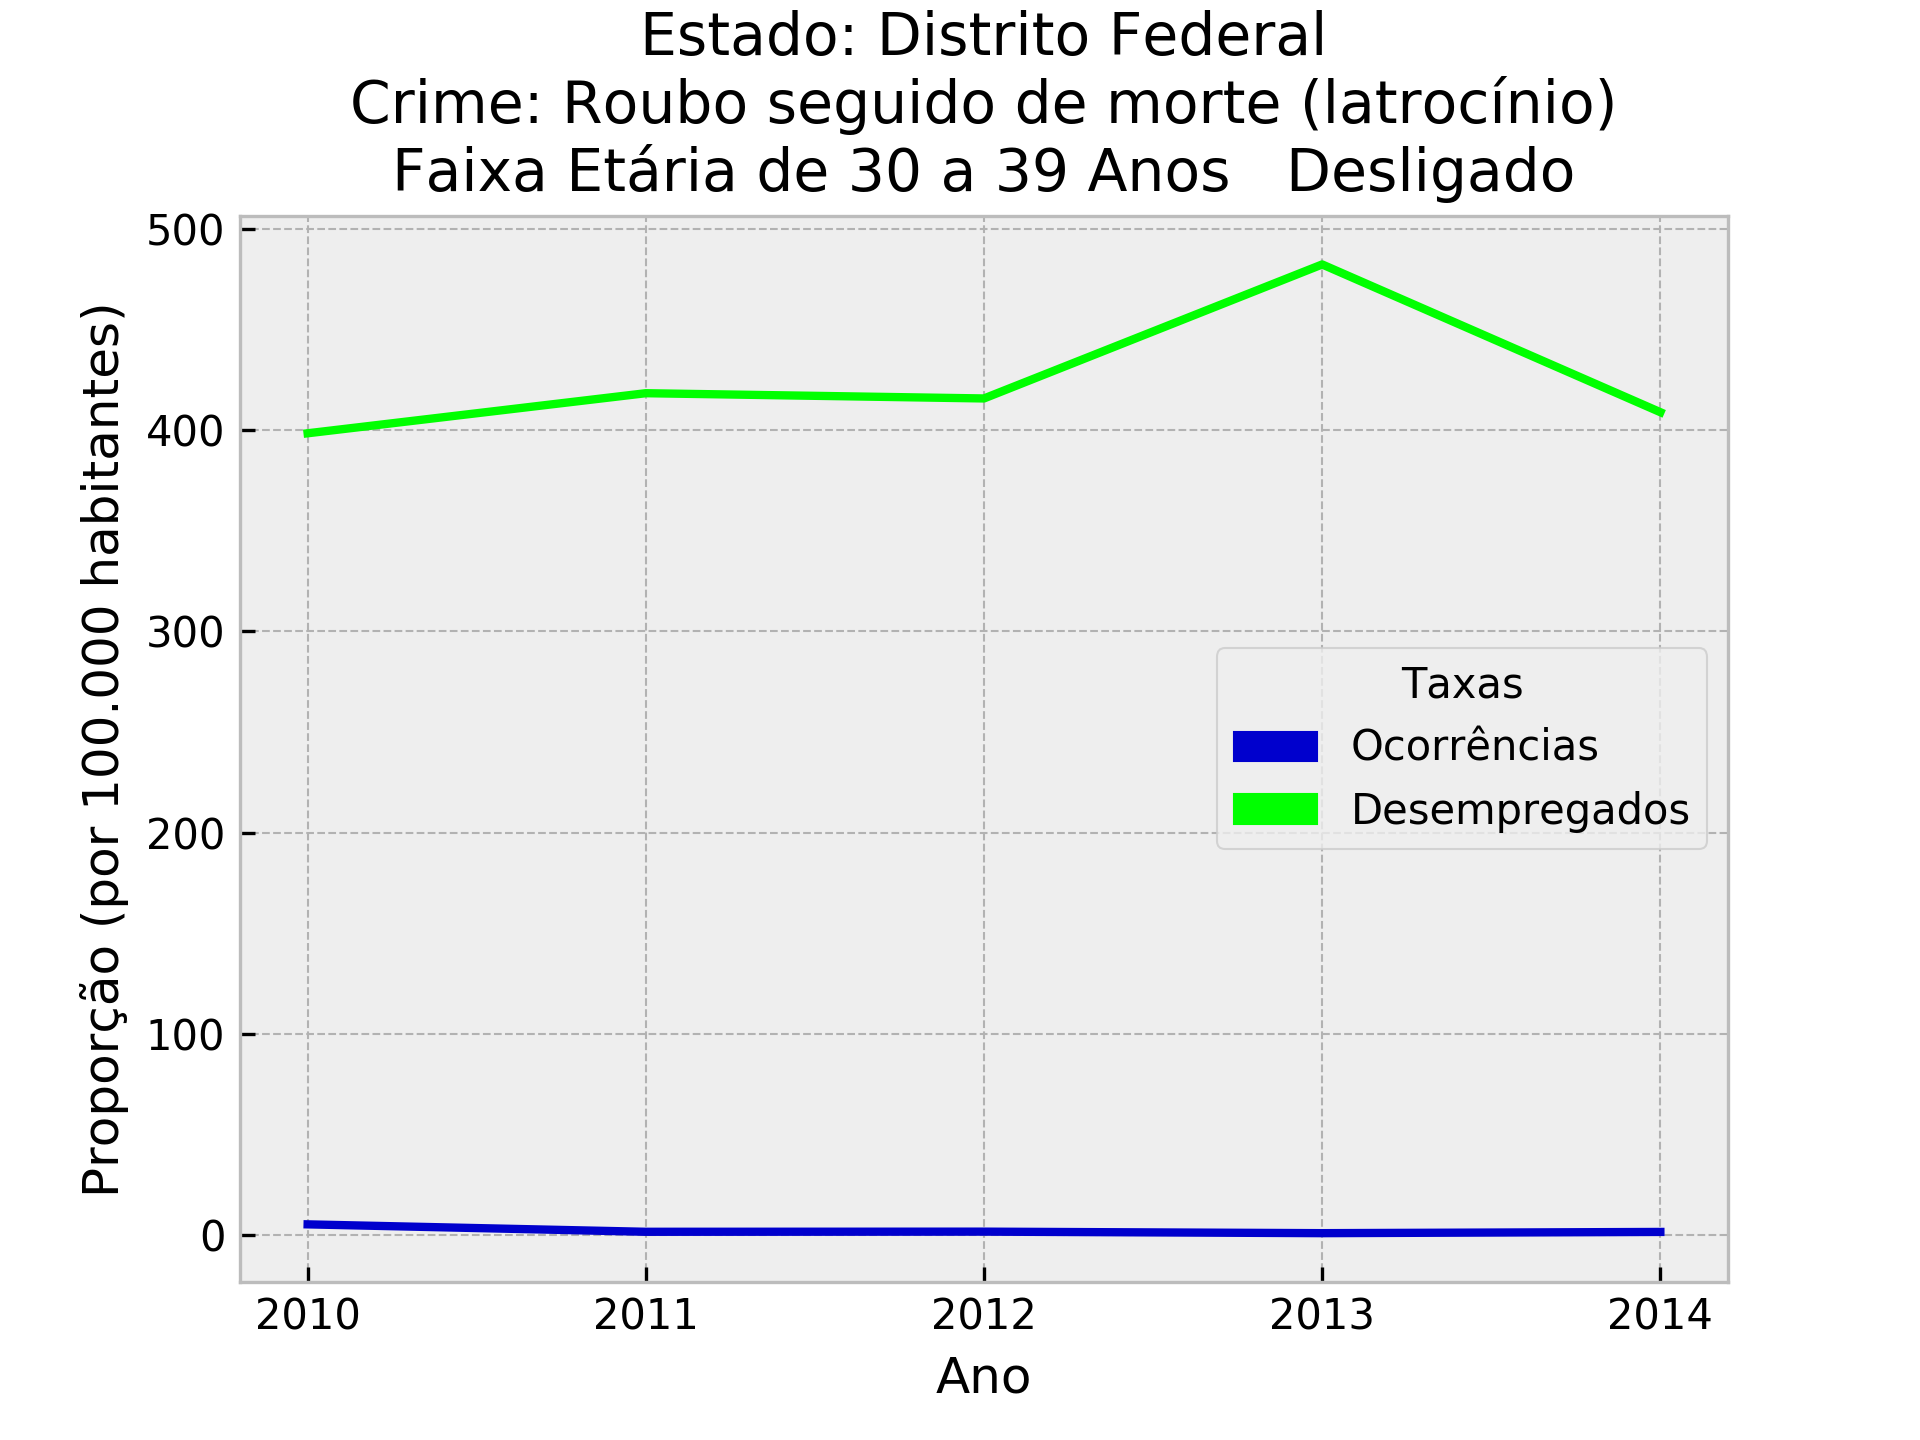 Estado: Distrito Federal
Crime: Roubo seguido de morte (latrocínio)
Faixa Etária de 30 a 39 Anos   Desligado
Proporção (por 100.000 habitantes)
500
400
300
200
100
0
Taxas
Ocorrências
Desempregados
2010 2011 2012 2013 2014
Ano